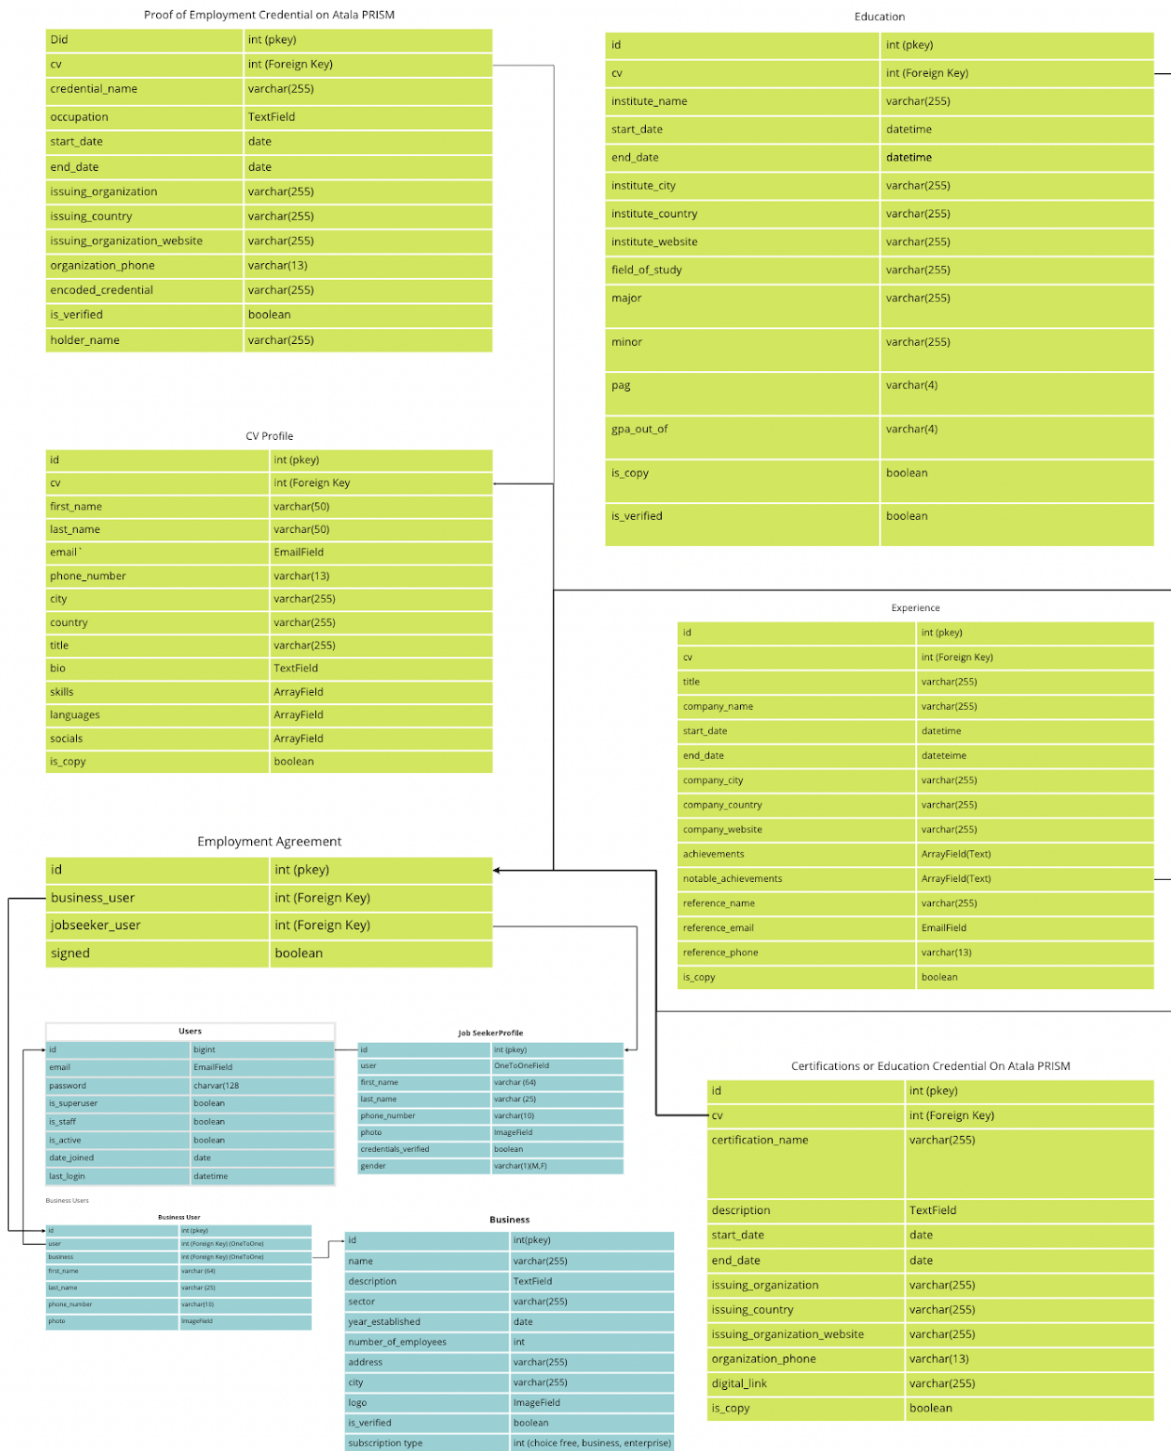 Proof of Employment Credential on Atala PRISM
Did int (pkey)
cv int (Foreign Key)
credential_name varchar(255)
occupation TextField
start_date date
end_date date
issuing_organization varchar(255)
issuing_country varchar(255)
issuing_organization_website varchar(255)
organization_phone varchar(13)
encoded_credential varchar(255)
is_verified boolean
holder_name varchar(255)
Education
id int (pkey)
cv int (Foreign Key)
institute_name varchar(255)
start_date datetime
end_date datetime
institute_city varchar(255)
institute_country varchar(255)
institute_website varchar(255)
field_of_study varchar(255)
major varchar(255)
minor varchar(255)
pag varchar(4)
gpa_out_of varchar(4)
is_copy boolean
is_verified boolean
CV Profile
id int (pkey)
cv int (Foreign Key
first_name varchar(50)
last_name varchar(50)
email` EmailField
phone_number varchar(13)
city varchar(255)
country varchar(255)
title varchar(255)
bio TextField
skills ArrayField
languages ArrayField
socials ArrayField
is_copy boolean
Experience
id int (pkey)
cv int (Foreign Key)
title varchar(255)
company_name varchar(255)
start_date datetime
end_date dateteime
company_city varchar(255)
company_country varchar(255)
company_website varchar(255)
achievements ArrayField(Text)
notable_achievements ArrayField(Text)
reference_name varchar(255)
reference_email EmailField
reference_phone varchar(13)
is_copy boolean
Employment Agreement
id int (pkey)
business_user int (Foreign Key)
jobseeker_user int (Foreign Key)
signed boolean
Users
id bigint
email EmailField
password charvar(128
is_superuser boolean
is_staff boolean
is_active boolean
date_joined date
last_login datetime
Job SeekerProfile
id int (pkey)
user OneToOneField
first_name varchar (64)
last_name varchar (25)
phone_number varchar(10)
photo ImageField
credentials_verified boolean
gender varchar(1)(M,F)
Business Users
Business User
id int (pkey)
user int (Foreign Key) (OneToOne)
business int (Foreign Key) (OneToOne)
first_name varchar (64)
last_name varchar (25)
phone_number varchar(10)
photo ImageField
Business
id int(pkey)
name varchar(255)
description TextField
sector varchar(255)
year_established date
number_of_employees int
address varchar(255)
city varchar(255)
logo ImageField
is_verified boolean
subscription type int (choice free, business, enterprise)
Certifications or Education Credential On Atala PRISM
id int (pkey)
cv int (Foreign Key)
certification_name varchar(255)
description TextField
start_date date
end_date date
issuing_organization varchar(255)
issuing_country varchar(255)
issuing_organization_website varchar(255)
organization_phone varchar(13)
digital_link varchar(255)
is_copy boolean